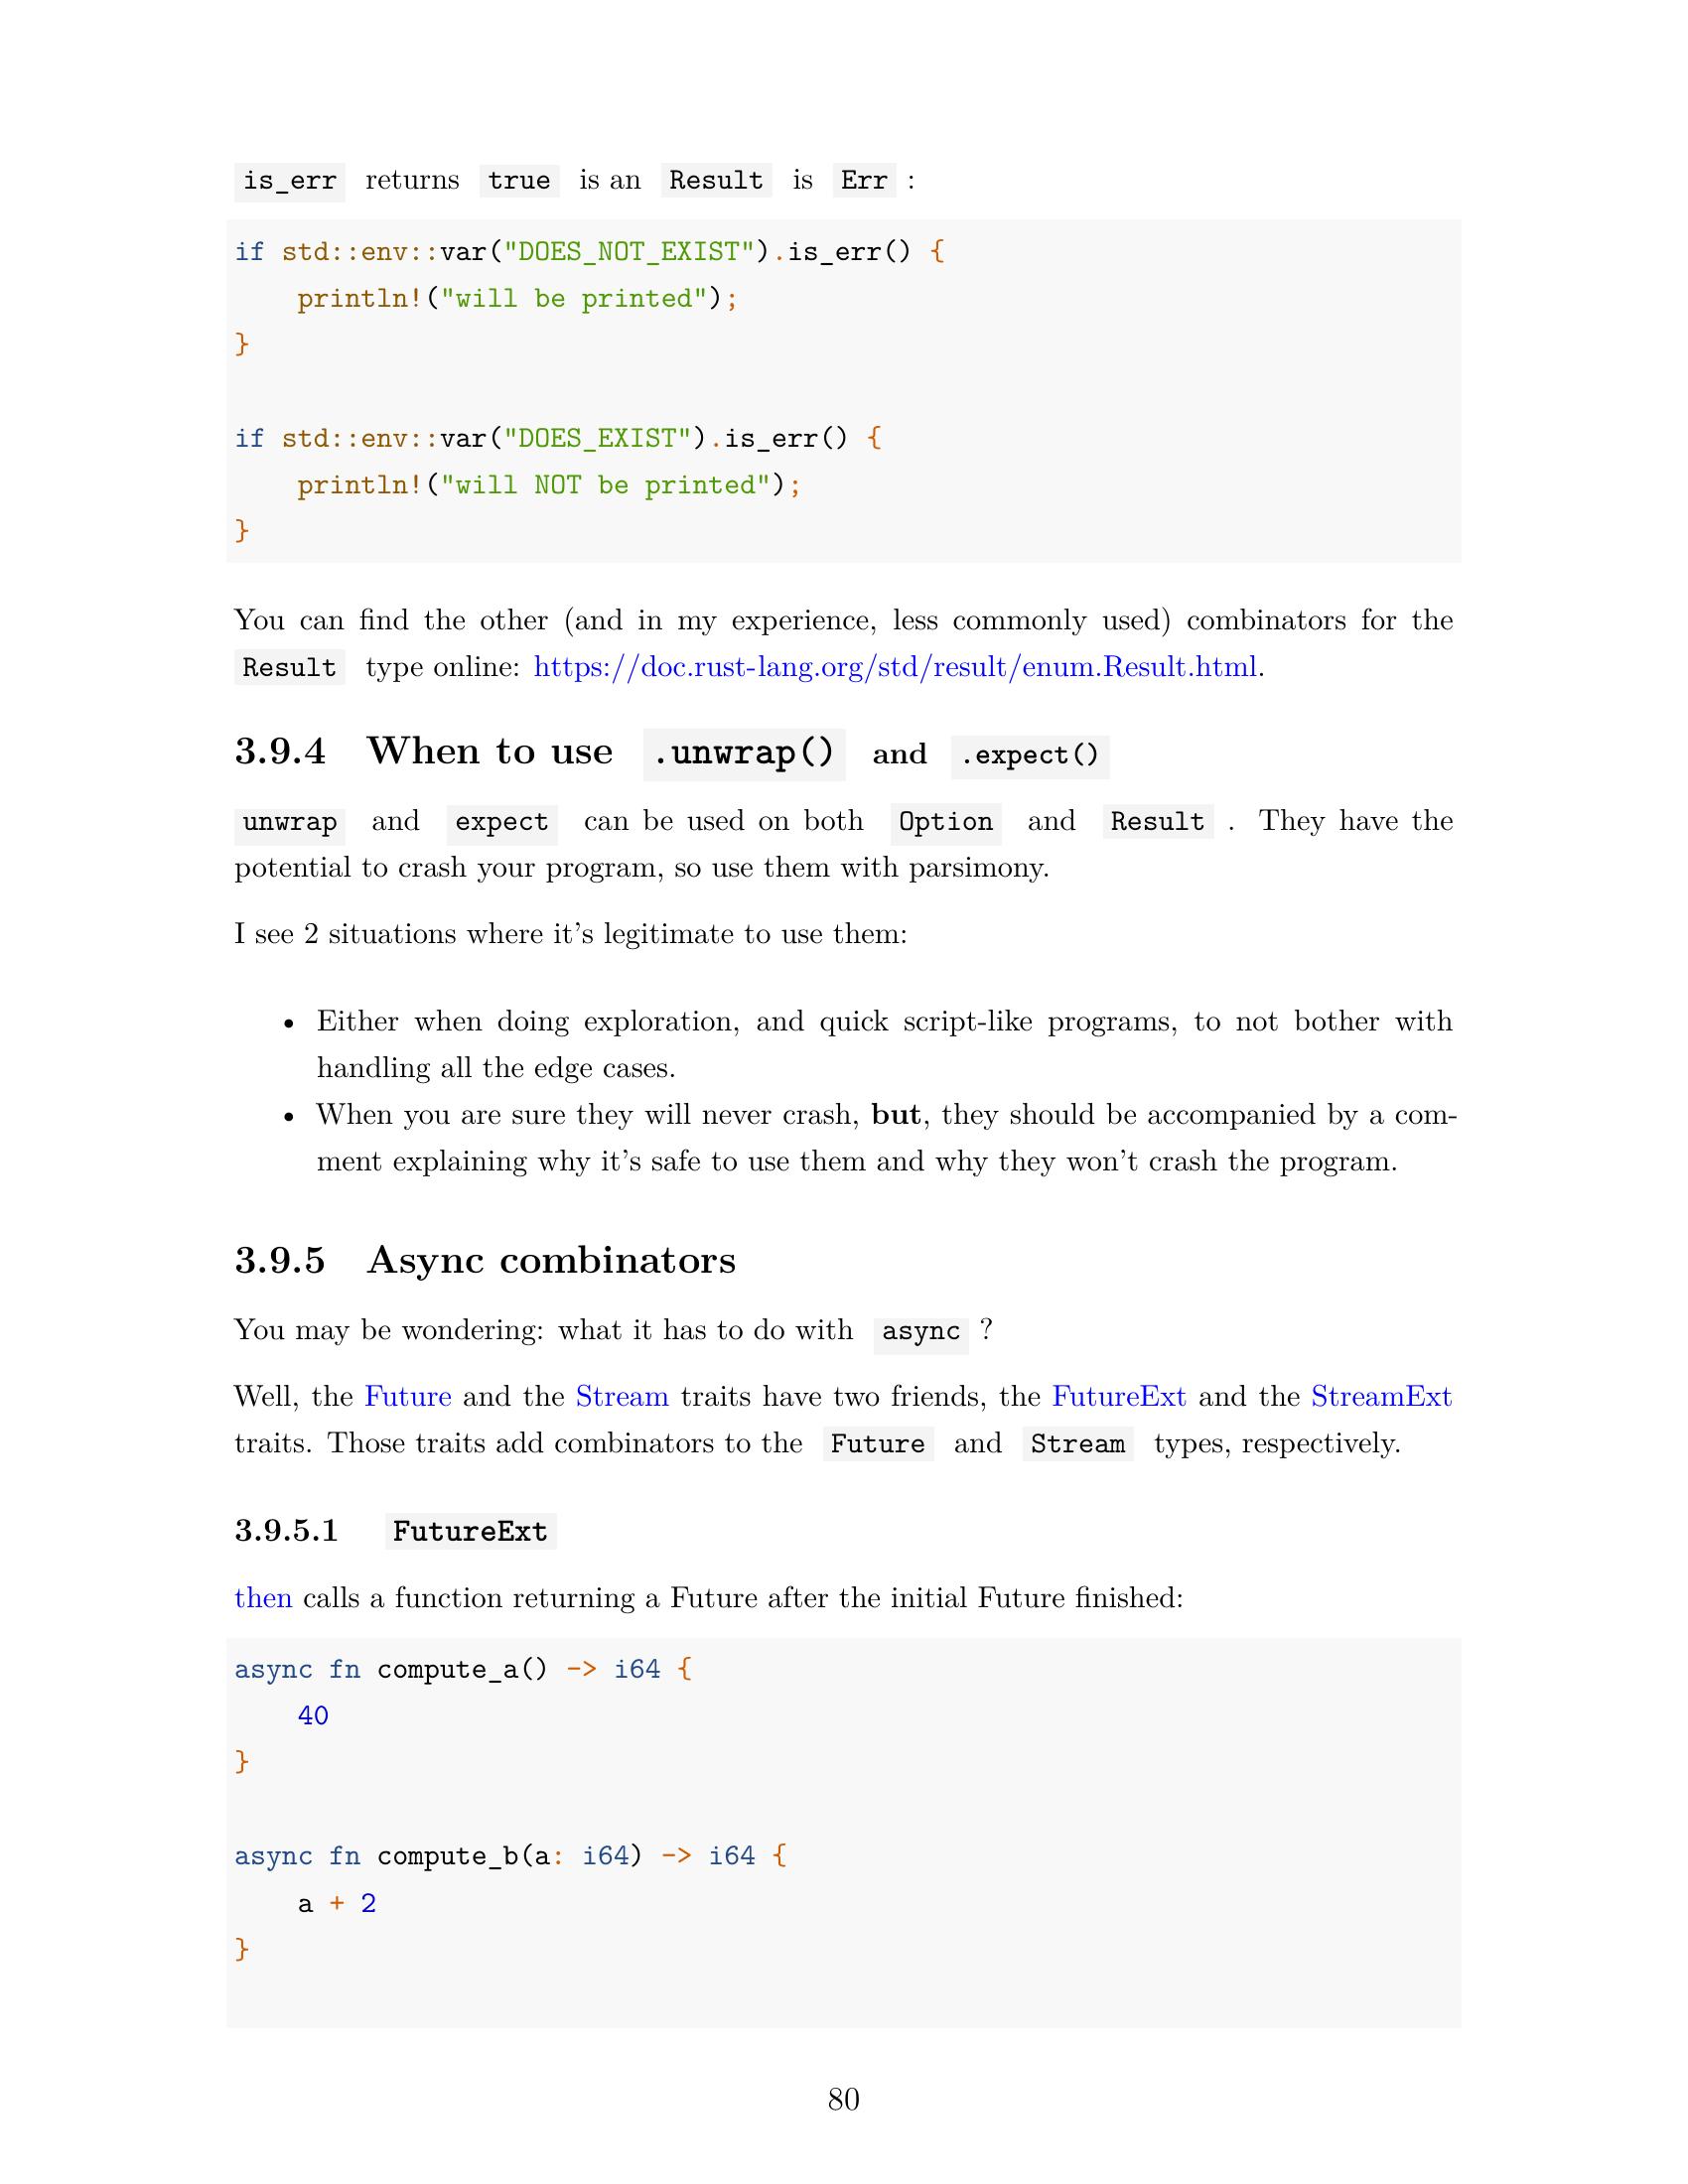 is_err returns true is an Result is Err :
if std::env::var("DOES_NOT_EXIST").is_err() {
    println!("will be printed");
}
if std::env::var("DOES_EXIST").is_err() {
    println!("will NOT be printed");
}
You can find the other (and in my experience, less commonly used) combinators for the
Result type online: https://doc.rust-lang.org/std/result/enum.Result.html.
3.9.4 When to use .unwrap() and .expect()
unwrap and expect can be used on both Option and Result . They have the
potential to crash your program, so use them with parsimony.
I see 2 situations where it's legitimate to use them:
• Either when doing exploration, and quick script-like programs, to not bother with
handling all the edge cases.
• When you are sure they will never crash, but, they should be accompanied by a com-
ment explaining why it's safe to use them and why they won't crash the program.
3.9.5 Async combinators
You may be wondering: what it has to do with async ?
Well, the Future and the Stream traits have two friends, the FutureExt and the StreamExt
traits. Those traits add combinators to the Future and Stream types, respectively.
3.9.5.1 FutureExt
then calls a function returning a Future after the initial Future finished:
async fn compute_a() -> i64 {
    40
}
async fn compute_b(a: i64) -> i64 {
    a + 2
}
80